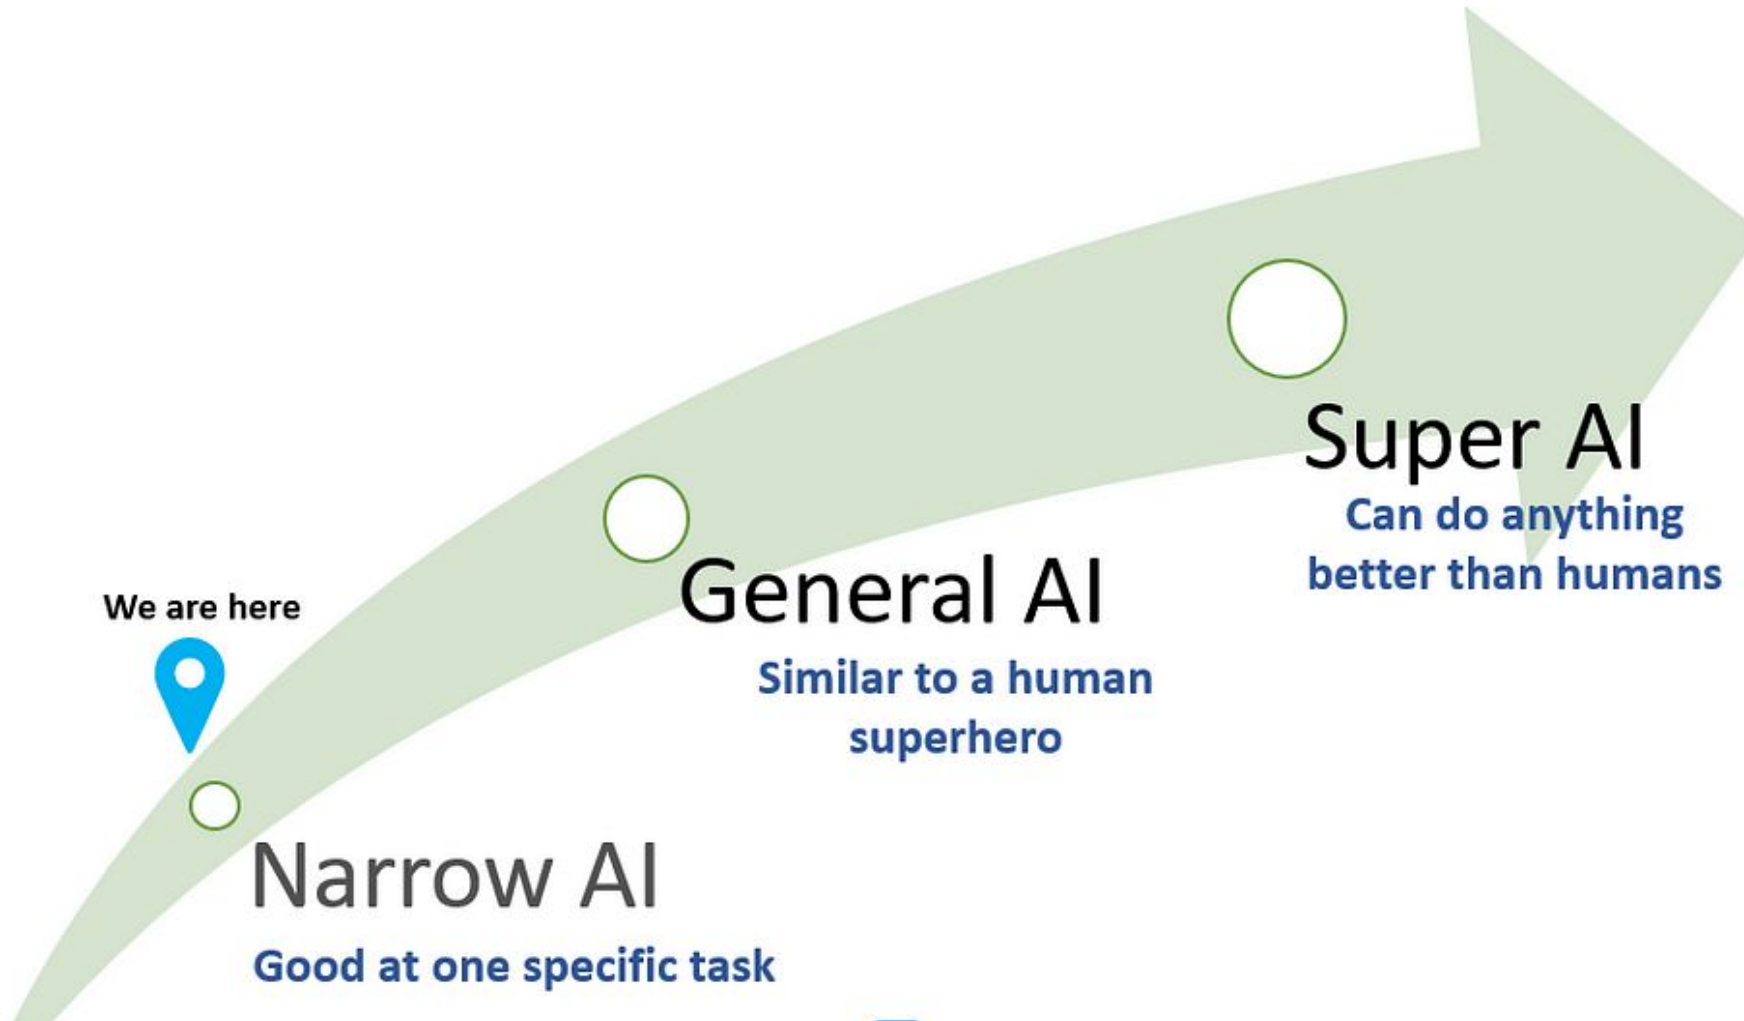 We are here
Narrow AI
Good at one specific task
General AI
Similar to a human
superhero
Super AI
Can do anything
better than humans